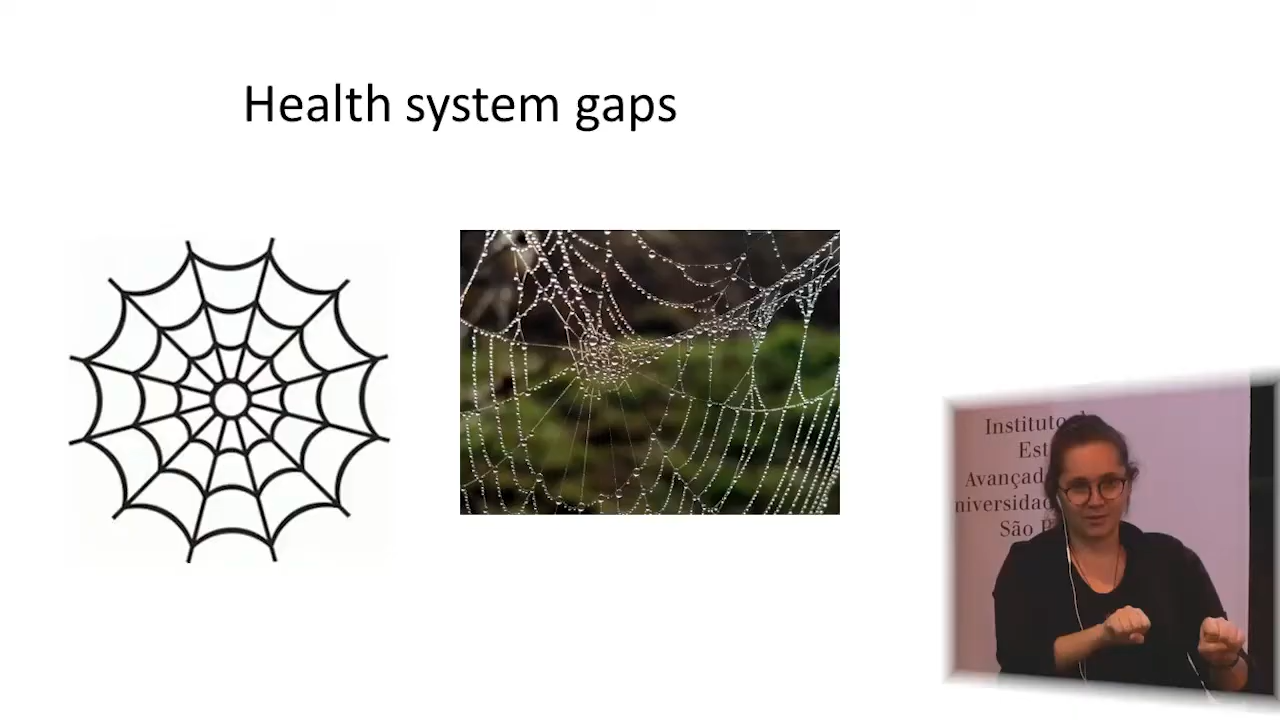 Health system gaps
Instituto
Est
Avançad
niversidad
São P